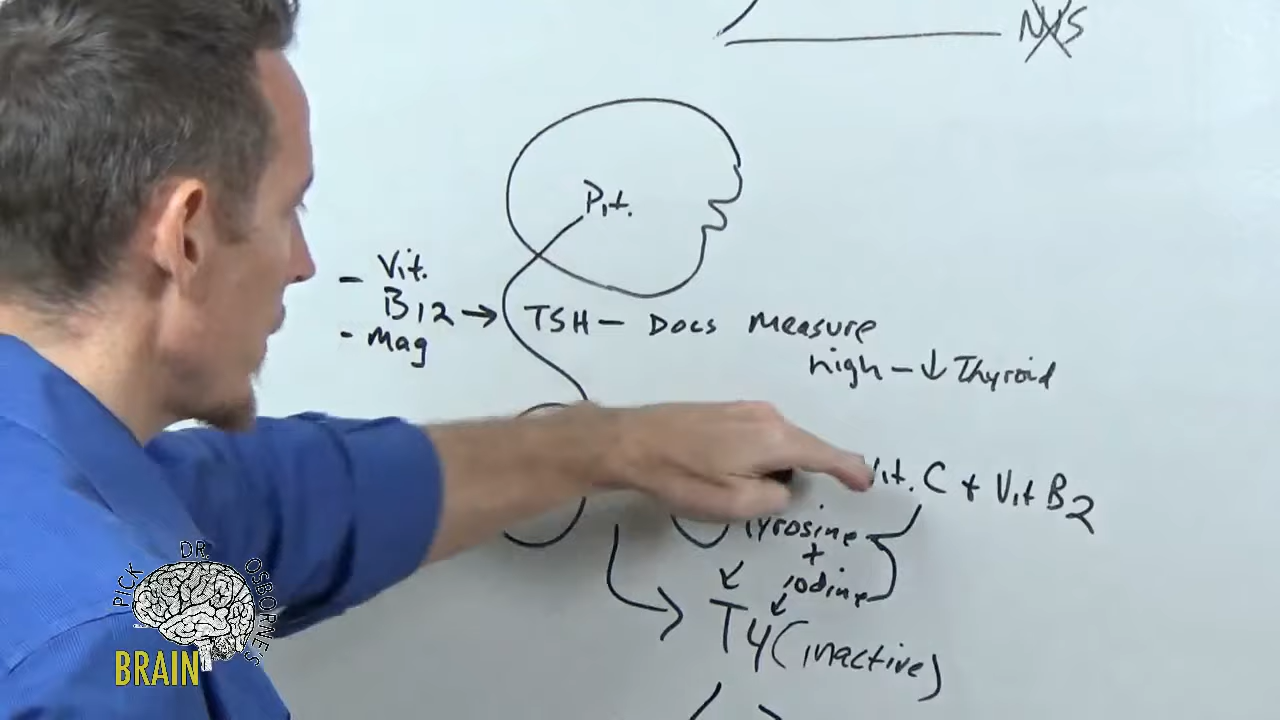 NVS
Pit.
- Vit.
B12 →
- Mag
TSH - Docs Measure
high - ↓ Thyroid
Vit. C + Vit B2
Tyrosine
+
iodine
T4 (inactive)
PICK DR. OSBORNE'S
BRAIN